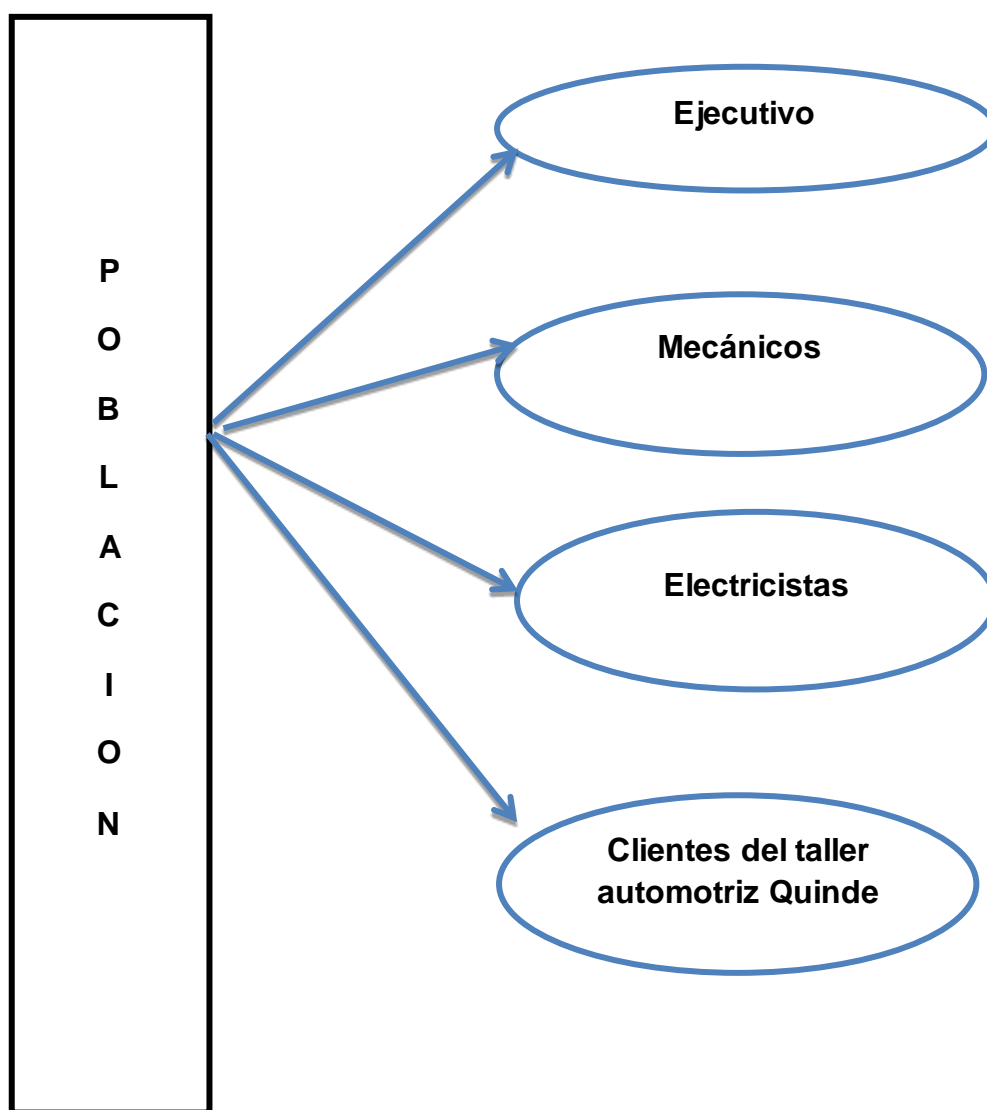 P
O
B
L
A
C
I
O
N
Ejecutivo
Mecánicos
Electricistas
Clientes del taller
automotriz Quinde